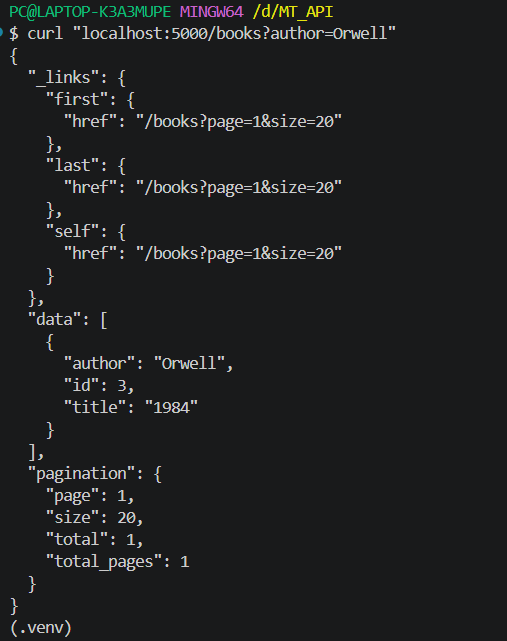 PC@LAPTOP-K3A3MUPE MINGW64 /d/MT_API
$ curl "localhost:5000/books?author=Orwell"
{
  "_links": {
    "first": {
      "href": "/books?page=1&size=20"
    },
    "last": {
      "href": "/books?page=1&size=20"
    },
    "self": {
      "href": "/books?page=1&size=20"
    }
  },
  "data": [
    {
      "author": "Orwell",
      "id": 3,
      "title": "1984"
    }
  ],
  "pagination": {
    "page": 1,
    "size": 20,
    "total": 1,
    "total_pages": 1
  }
}
(.venv)